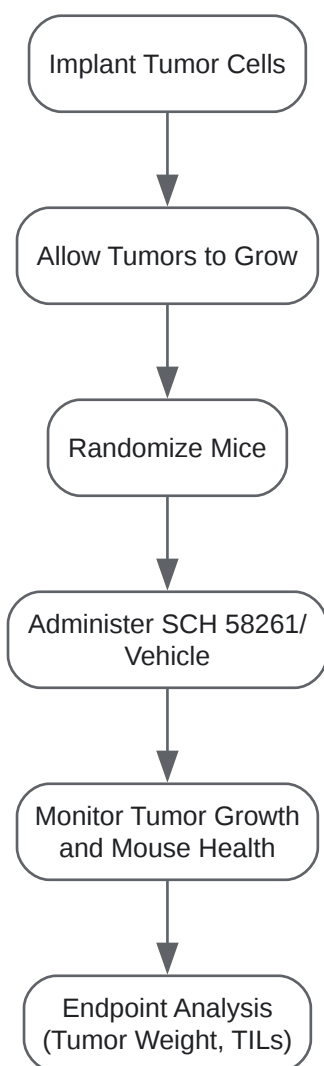 Implant Tumor Cells
Allow Tumors to Grow
Randomize Mice
Administer SCH 58261/
Vehicle
Monitor Tumor Growth
and Mouse Health
Endpoint Analysis
(Tumor Weight, TILs)